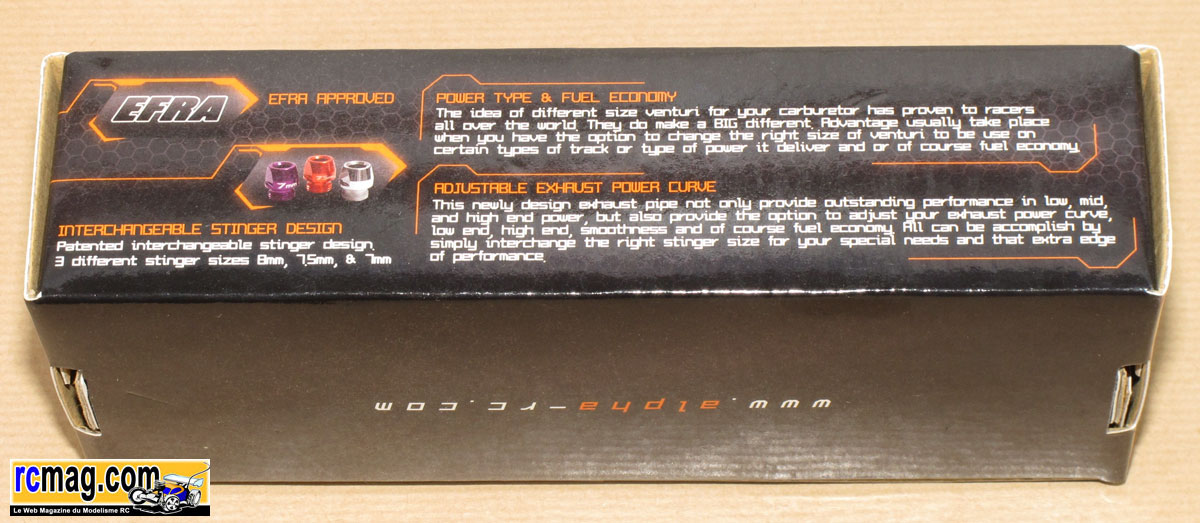 EFRA
EFRA APPROVED
7mm
INTERCHANGEABLE STINGER DESIGN
Patented interchangeable stinger design.
3 different stinger sizes 8mm, 7.5mm, & 7mm
POWER TYPE & FUEL ECONOMY
The idea of different size venturi for your carburetor has proven to racers
all over the world. They do make a BIG different. Advantage usually take place
when you have the option to change the right size of venturi to be use on
certain types of track or type of power it deliver and or of course fuel economy.
ADJUSTABLE EXHAUST POWER CURVE
This newly design exhaust pipe not only provide outstanding performance in low, mid,
and high end power, but also provide the option to adjust your exhaust power curve,
low end, high end, smoothness and of course fuel economy. All can be accomplish by
simply interchange the right stinger size for your special needs and that extra edge
of performance.
www.alpha-rc.com
rcmag.com
Le Web Magazine du Modelisme RC